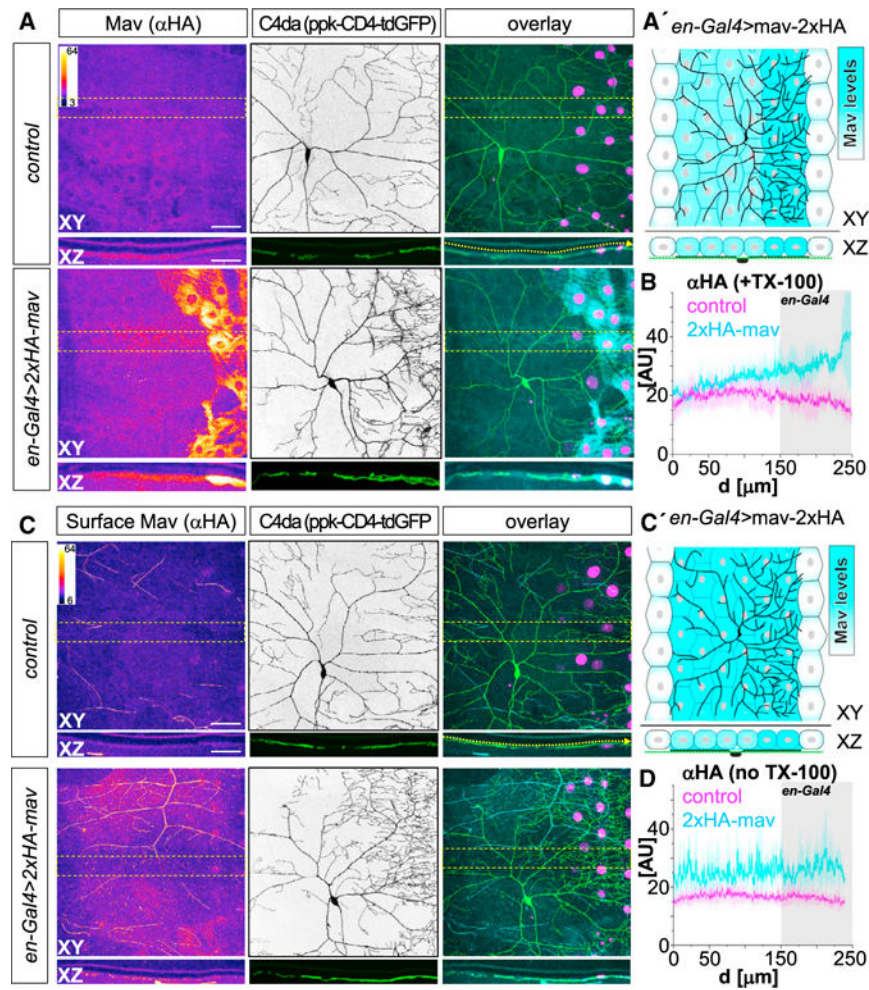 A
Mav (αHA)
C4da (ppk-CD4-tdGFP)
overlay
A´ en-Gal4>mav-2xHA
control
64
3
XY
XZ
Mav levels
XY
XZ
en-Gal4>2xHA-mav
XY
XZ
B
αHA (+TX-100)
en-Gal4
control
2xHA-mav
[AU]
40
20
0
0 50 100 150 200 250
d [µm]
C
Surface Mav (αHA)
C4da (ppk-CD4-tdGFP
overlay
C´ en-Gal4>mav-2xHA
control
64
6
XY
XZ
Mav levels
XY
XZ
en-Gal4>2xHA-mav
XY
XZ
D
αHA (no TX-100)
en-Gal4
control
2xHA-mav
[AU]
40
20
0
0 50 100 150 200 250
d [µm]